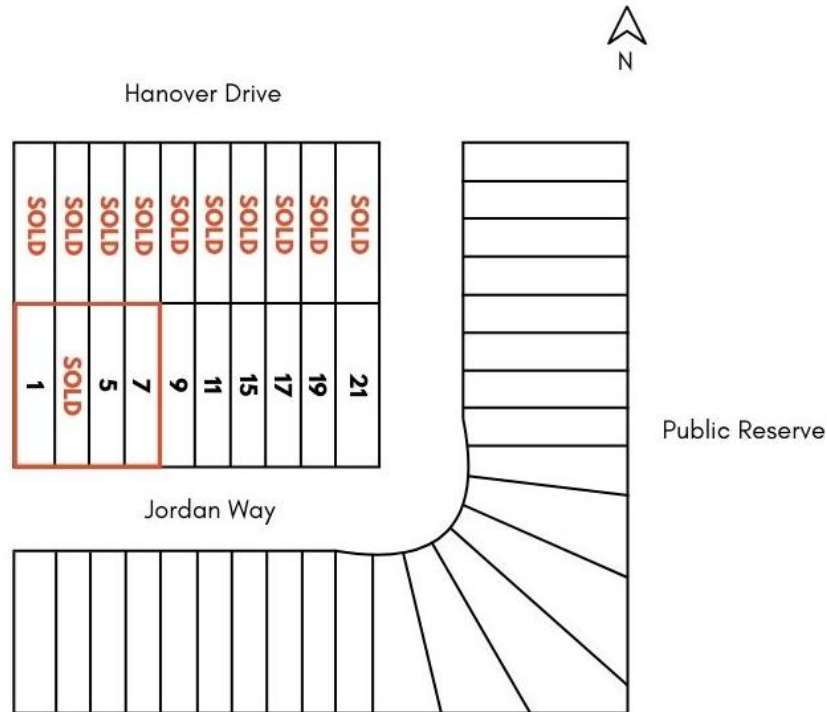 N
Hanover Drive
SOLD SOLD SOLD SOLD SOLD SOLD SOLD SOLD SOLD SOLD
1 SOLD 5 7 9 11 15 17 19 21
Public Reserve
Jordan Way